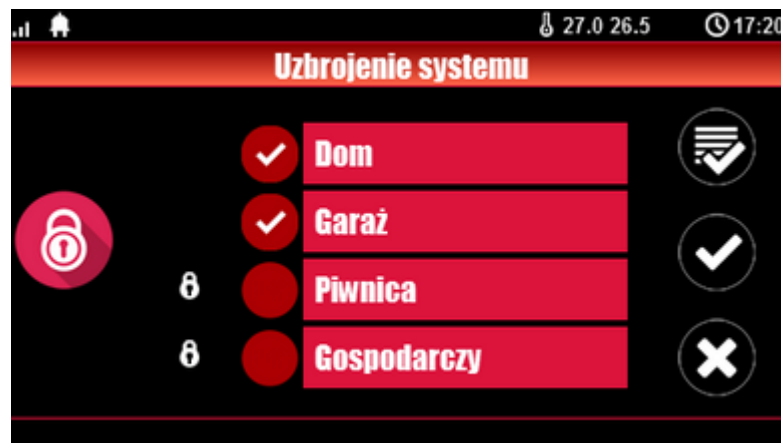 27.0 26.5 17:20
Uzbrojenie systemu
Dom
Garaż
Piwnica
Gospodarczy